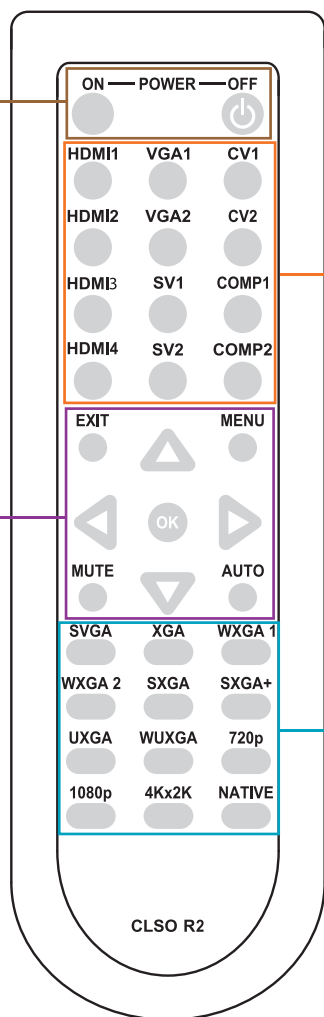 ON POWER OFF
HDMI1 VGA1 CV1
HDMI2 VGA2 CV2
HDMI3 SV1 COMP1
HDMI4 SV2 COMP2
EXIT MENU
OK
MUTE AUTO
SVGA XGA WXGA 1
WXGA 2 SXGA SXGA+
UXGA WUXGA 720p
1080p 4Kx2K NATIVE
CLSO R2